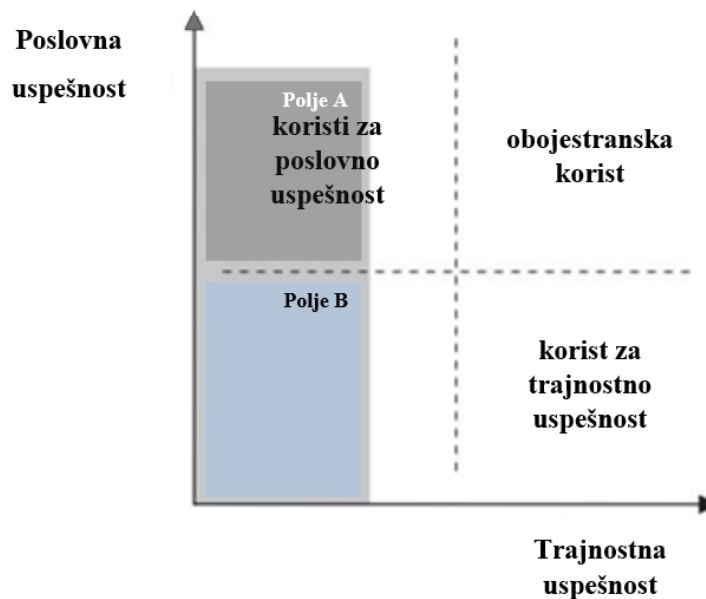 Poslovna
uspešnost
Polje A
koristi za
poslovno
uspešnost
obojestranska
korist
Polje B
korist za
trajnostno
uspešnost
Trajnostna
uspešnost